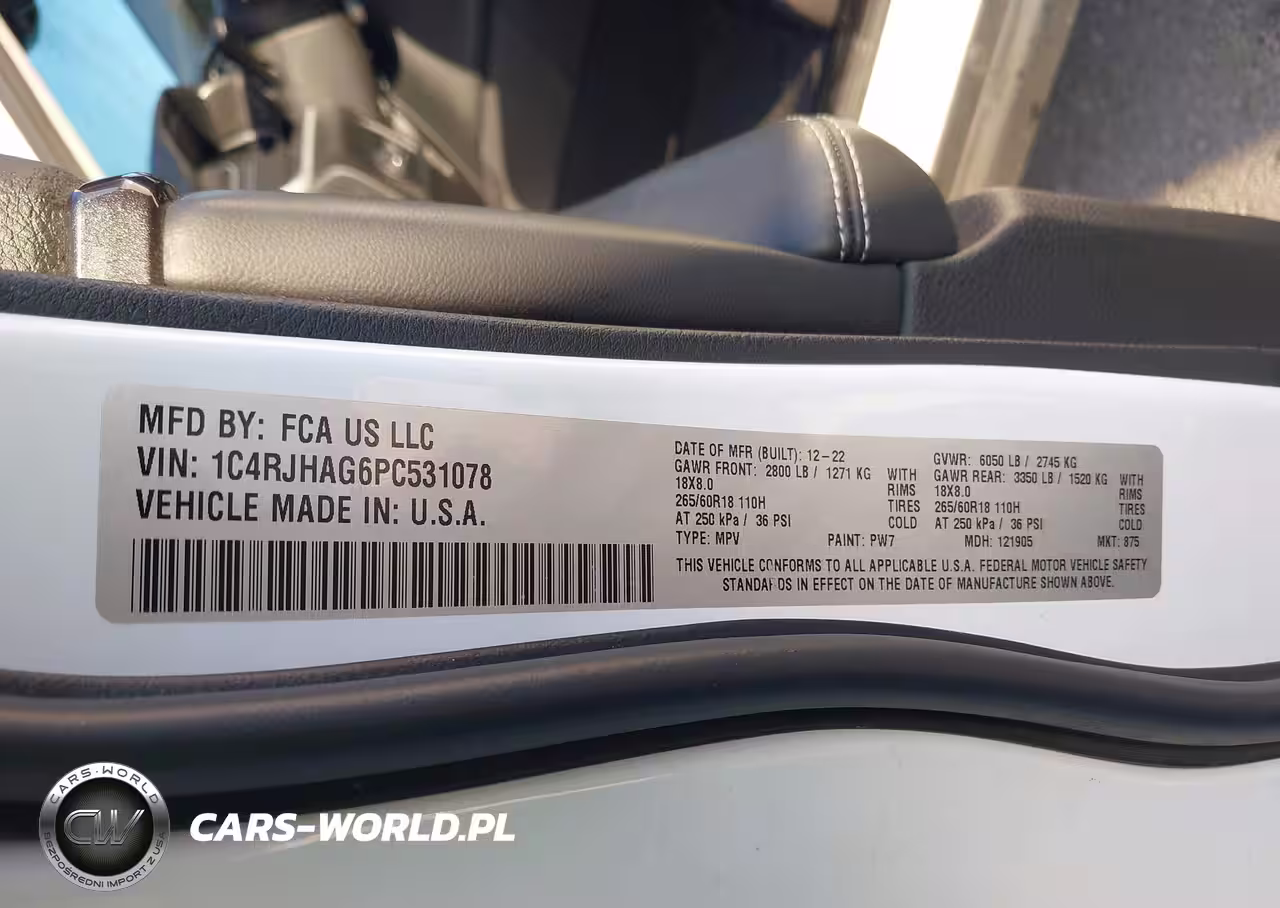 MFD BY: FCA US LLC
VIN: 1C4RJHAG6PC531078
VEHICLE MADE IN: U.S.A.
DATE OF MFR (BUILT): 12-22
GAWR FRONT: 2800 LB / 1271 KG WITH
18X8.0 RIMS
265/60R18 110H TIRES
AT 250 kPa / 36 PSI COLD
TYPE: MPV PAINT: PW7
GVWR: 6050 LB / 2745 KG
GAWR REAR: 3350 LB / 1520 KG WITH
18X8.0 RIMS
265/60R18 110H TIRES
AT 250 kPa / 36 PSI COLD
MDH: 121905 MKT: 875
THIS VEHICLE CONFORMS TO ALL APPLICABLE U.S.A. FEDERAL MOTOR VEHICLE SAFETY
STANDARDS IN EFFECT ON THE DATE OF MANUFACTURE SHOWN ABOVE.
CARS-WORLD
CW
BEZPOŚREDNI IMPORT Z USA
CARS-WORLD.PL